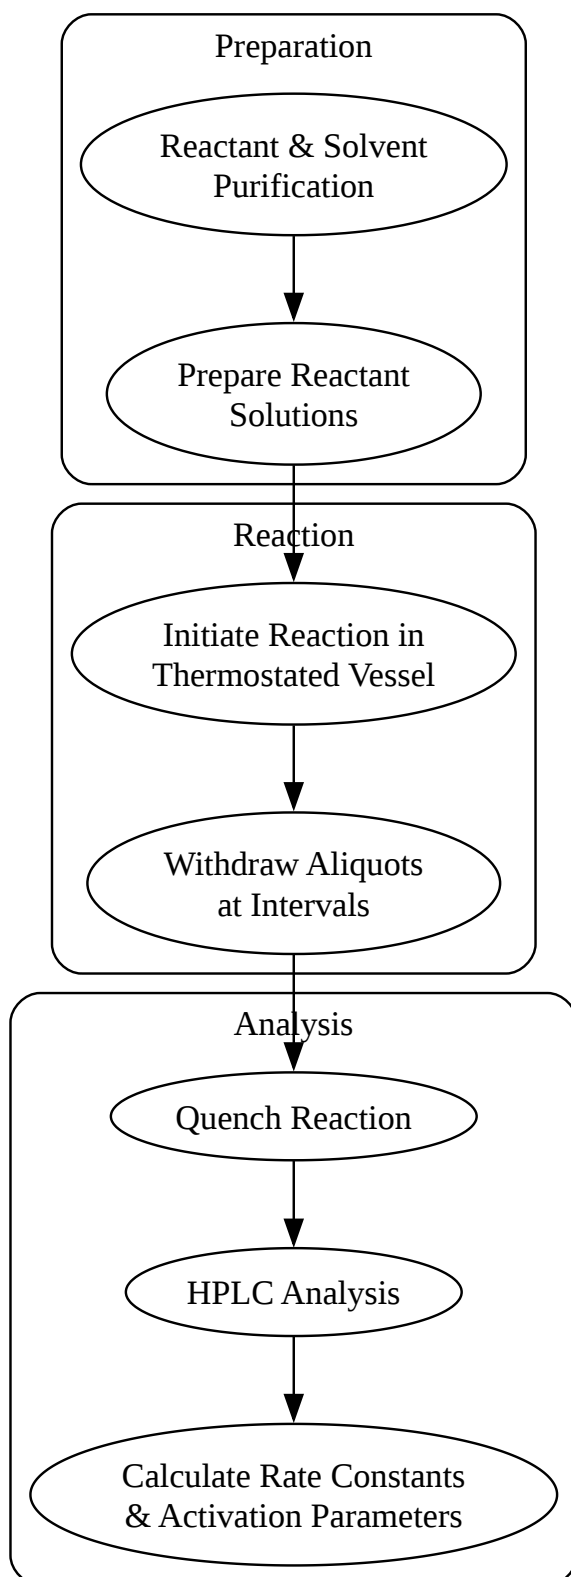 Preparation
Reactant & Solvent
Purification
Prepare Reactant
Solutions
Reaction
Initiate Reaction in
Thermostated Vessel
Withdraw Aliquots
at Intervals
Analysis
Quench Reaction
HPLC Analysis
Calculate Rate Constants
& Activation Parameters